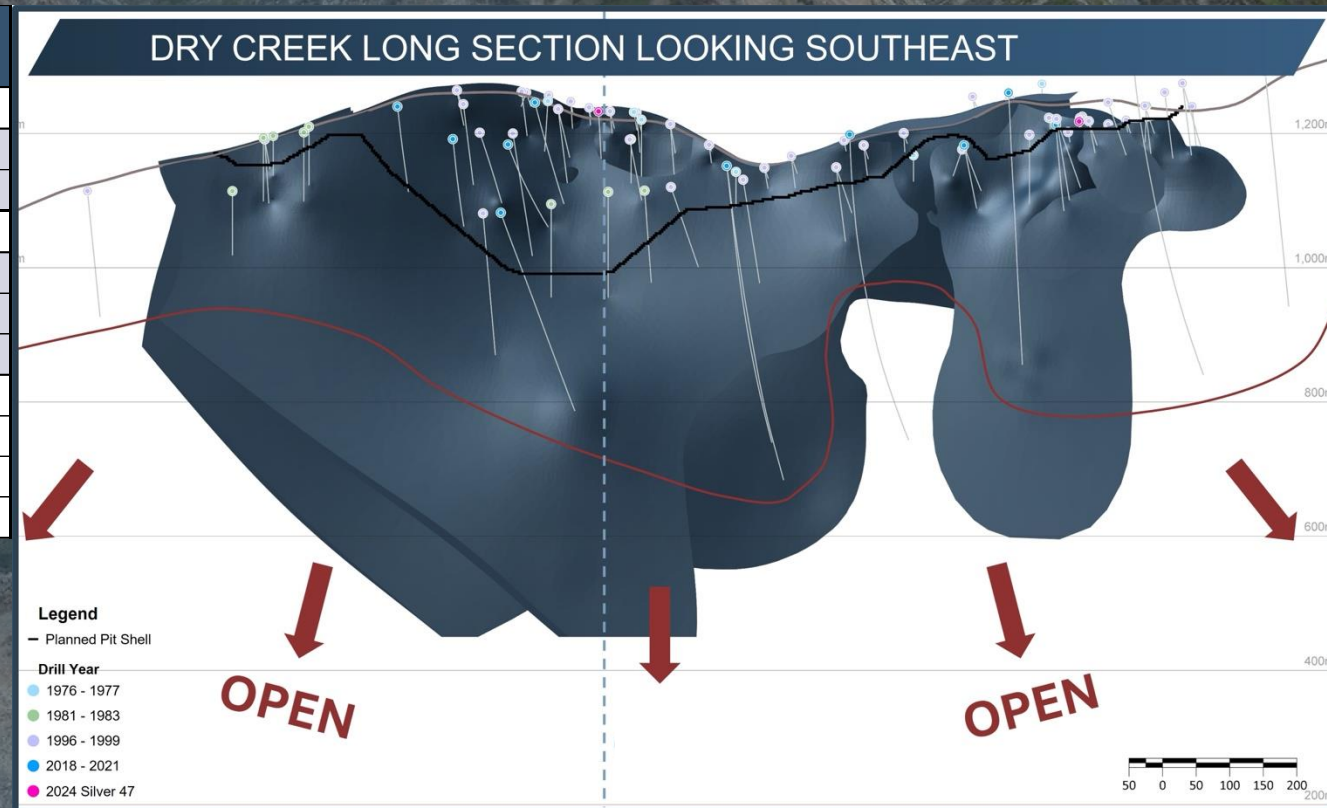 DRY CREEK LONG SECTION LOOKING SOUTHEAST
m
1,200m
m
1,000m
800m
600m
400m
200m
OPEN
OPEN
Legend
Planned Pit Shell
Drill Year
1976 - 1977
1981 - 1983
1996 - 1999
2018 - 2021
2024 Silver 47
50 0 50 100 150 200